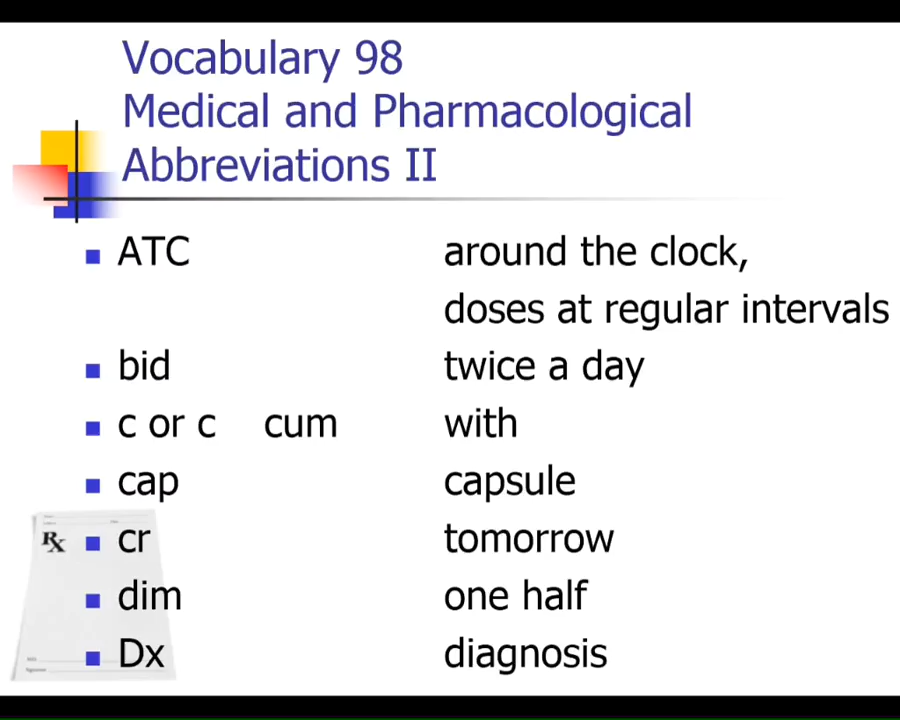 Vocabulary 98
Medical and Pharmacological
Abbreviations II
ATC around the clock,
doses at regular intervals
bid twice a day
c or c cum with
cap capsule
Rx cr tomorrow
dim one half
Dx diagnosis